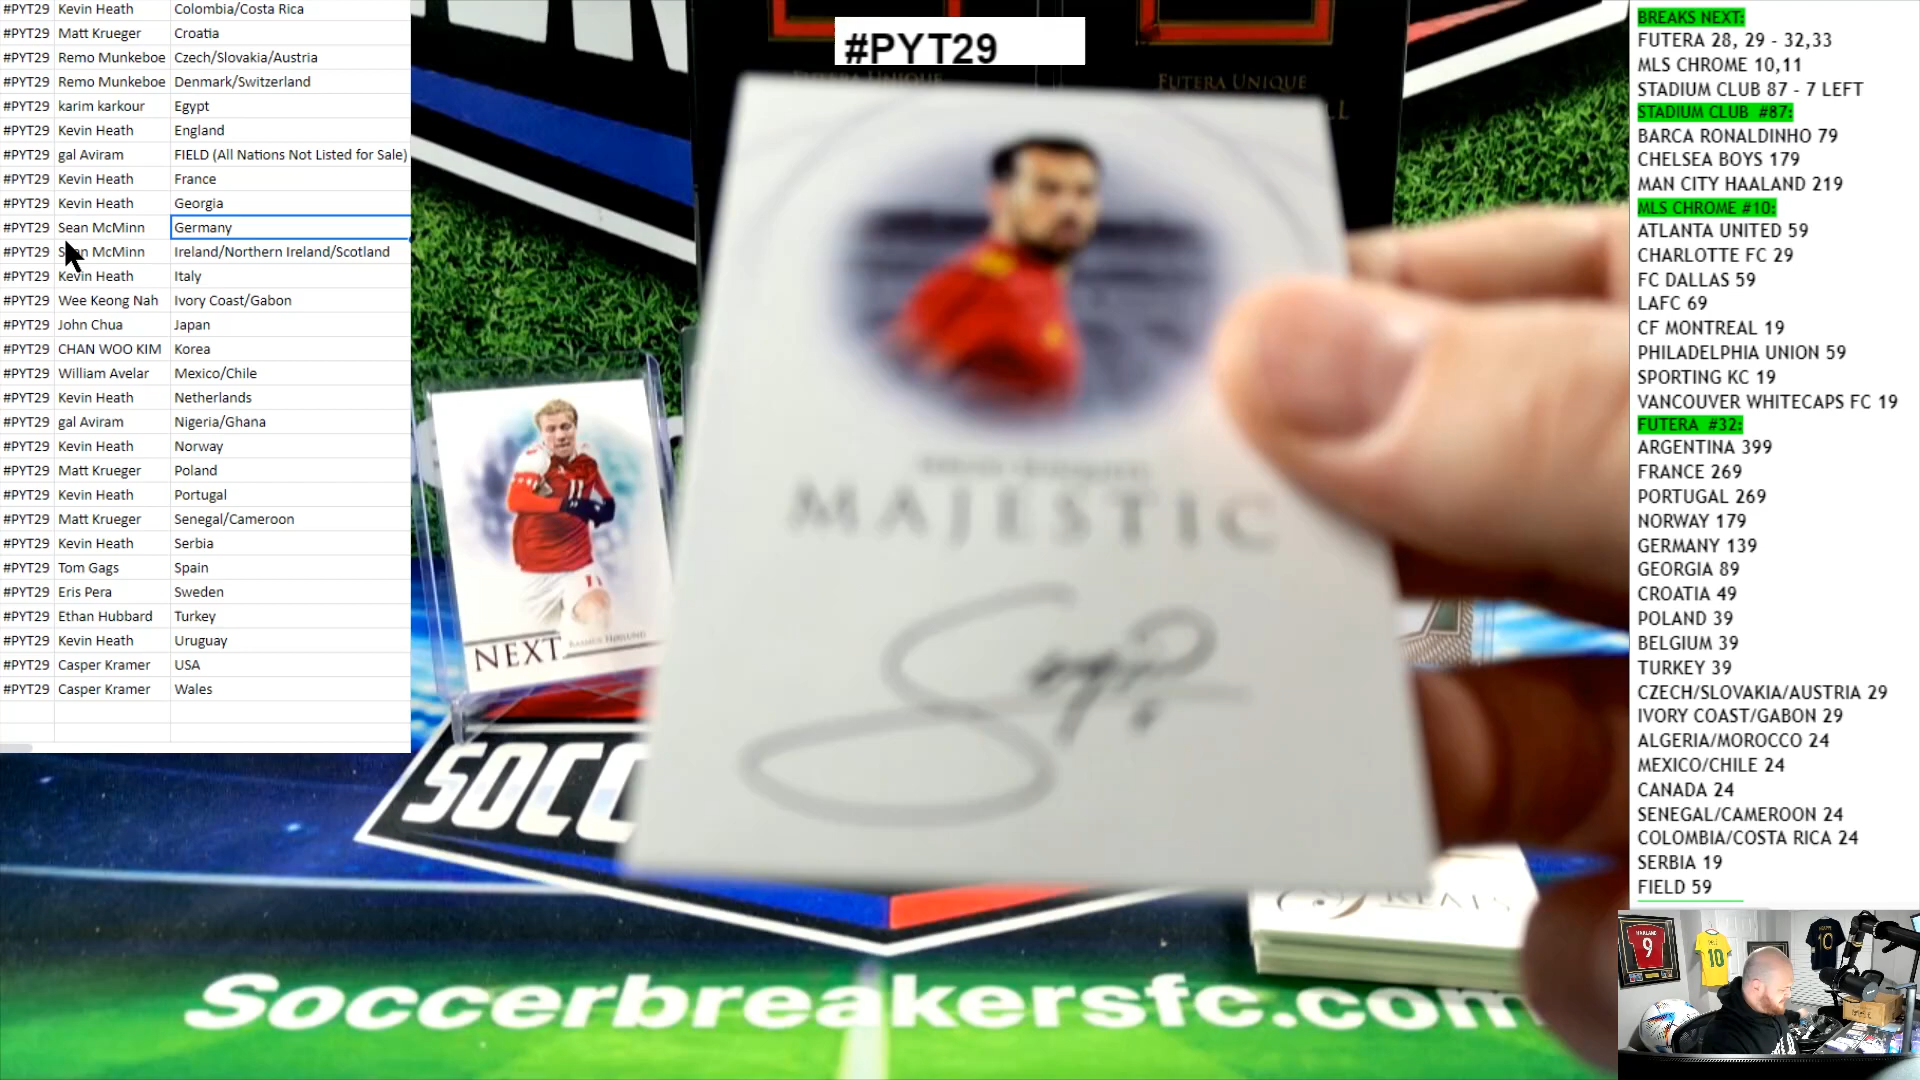 #PYT29 Kevin Heath Colombia/Costa Rica
#PYT29 Matt Krueger Croatia
#PYT29 Remo Munkeboe Czech/Slovakia/Austria
#PYT29 Remo Munkeboe Denmark/Switzerland
#PYT29 karim karkour Egypt
#PYT29 Kevin Heath England
#PYT29 gal Aviram FIELD (All Nations Not Listed for Sale)
#PYT29 Kevin Heath France
#PYT29 Kevin Heath Georgia
#PYT29 Sean McMinn Germany
#PYT29 McMinn Ireland/Northern Ireland/Scotland
#PYT29 Kevin Heath Italy
#PYT29 Wee Keong Nah Ivory Coast/Gabon
#PYT29 John Chua Japan
#PYT29 CHAN WOO KIM Korea
#PYT29 William Avelar Mexico/Chile
#PYT29 Kevin Heath Netherlands
#PYT29 gal Aviram Nigeria/Ghana
#PYT29 Kevin Heath Norway
#PYT29 Matt Krueger Poland
#PYT29 Kevin Heath Portugal
#PYT29 Matt Krueger Senegal/Cameroon
#PYT29 Kevin Heath Serbia
#PYT29 Tom Gags Spain
#PYT29 Eris Pera Sweden
#PYT29 Ethan Hubbard Turkey
#PYT29 Kevin Heath Uruguay
#PYT29 Casper Kramer USA
#PYT29 Casper Kramer Wales
#PYT29
FUTERA UNIQUE
FUTERA UNIQUE
MAJESTIC
NEXT RASMUS HØJLUND
SOCC
Soccerbreakersfc.com
BREAKS NEXT:
FUTERA 28, 29 - 32,33
MLS CHROME 10,11
STADIUM CLUB 87 - 7 LEFT
STADIUM CLUB #87:
BARCA RONALDINHO 79
CHELSEA BOYS 179
MAN CITY HAALAND 219
MLS CHROME #10:
ATLANTA UNITED 59
CHARLOTTE FC 29
FC DALLAS 59
LAFC 69
CF MONTREAL 19
PHILADELPHIA UNION 59
SPORTING KC 19
VANCOUVER WHITECAPS FC 19
FUTERA #32:
ARGENTINA 399
FRANCE 269
PORTUGAL 269
NORWAY 179
GERMANY 139
GEORGIA 89
CROATIA 49
POLAND 39
BELGIUM 39
TURKEY 39
CZECH/SLOVAKIA/AUSTRIA 29
IVORY COAST/GABON 29
ALGERIA/MOROCCO 24
MEXICO/CHILE 24
CANADA 24
SENEGAL/CAMEROON 24
COLOMBIA/COSTA RICA 24
SERBIA 19
FIELD 59
HAALAND
9
10
10